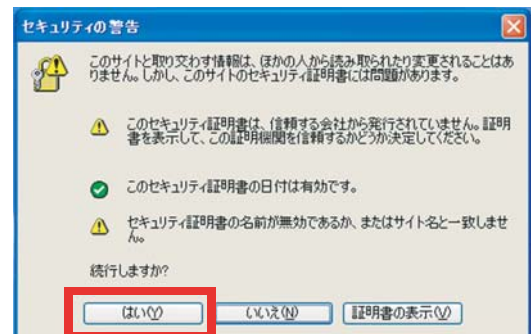 セキュリティの警告
このサイトと取り交わす情報は、ほかの人から読み取られたり変更されることはあ
りません。しかし、このサイトのセキュリティ証明書には問題があります。
このセキュリティ証明書は、信頼する会社から発行されていません。証明
書を表示して、この証明機関を信頼するかどうか決定してください。
このセキュリティ証明書の日付は有効です。
セキュリティ証明書の名前が無効であるか、またはサイト名と一致しませ
ん。
続行しますか?
はい(Y) いいえ(N) 証明書の表示(V)